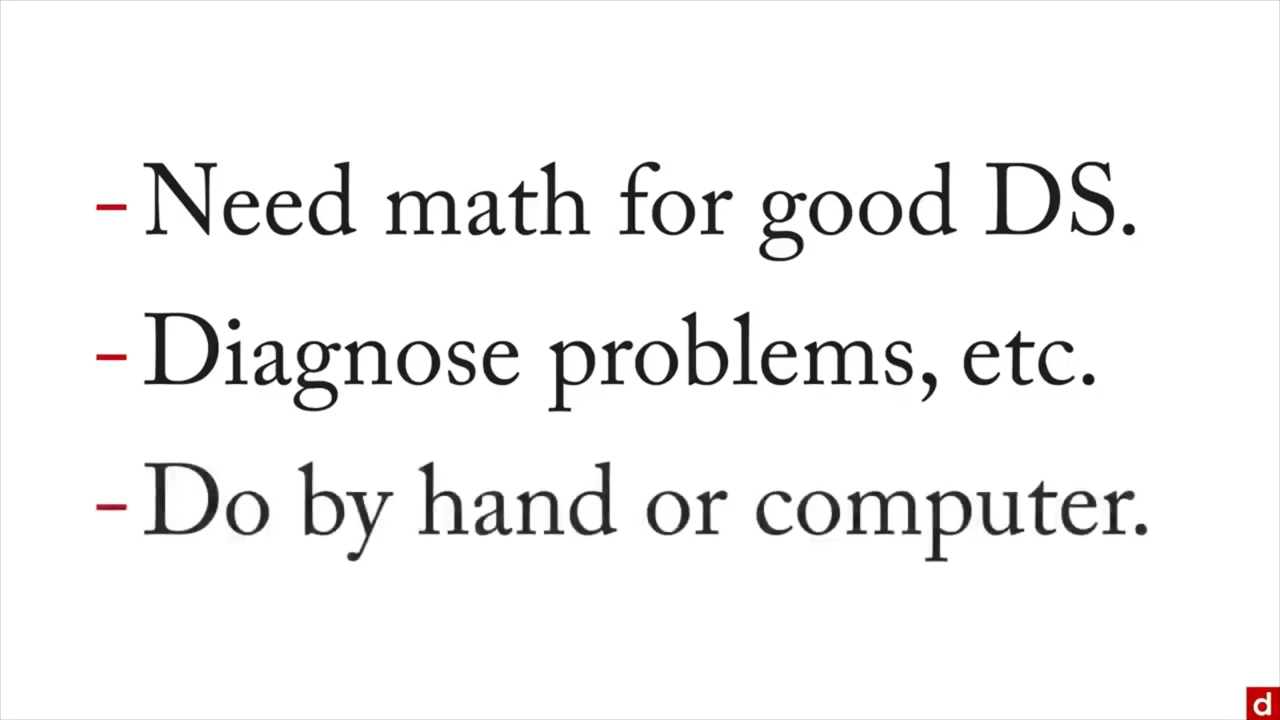 - Need math for good DS.
- Diagnose problems, etc.
- Do by hand or computer.
d